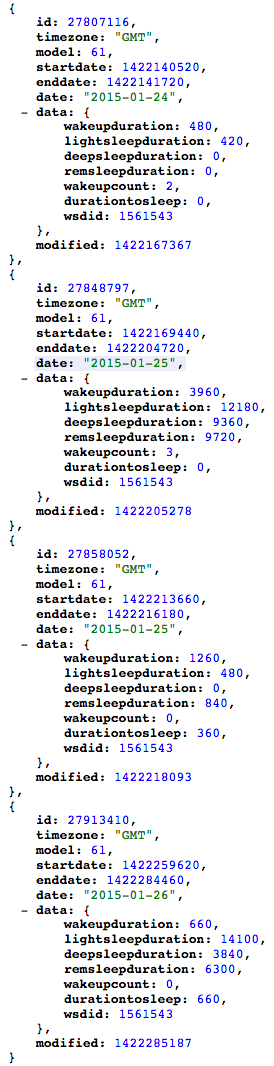 {
id: 27807116,
timezone: "GMT",
model: 61,
startdate: 1422140520,
enddate: 1422141720,
date: "2015-01-24",
- data: {
wakeupduration: 480,
lightsleepduration: 420,
deepsleepduration: 0,
remsleepduration: 0,
wakeupcount: 2,
durationtosleep: 0,
wsdid: 1561543
},
modified: 1422167367
},
{
id: 27848797,
timezone: "GMT",
model: 61,
startdate: 1422169440,
enddate: 1422204720,
date: "2015-01-25",
- data: {
wakeupduration: 3960,
lightsleepduration: 12180,
deepsleepduration: 9360,
remsleepduration: 9720,
wakeupcount: 3,
durationtosleep: 0,
wsdid: 1561543
},
modified: 1422205278
},
{
id: 27858052,
timezone: "GMT",
model: 61,
startdate: 1422213660,
enddate: 1422216180,
date: "2015-01-25",
- data: {
wakeupduration: 1260,
lightsleepduration: 480,
deepsleepduration: 0,
remsleepduration: 840,
wakeupcount: 0,
durationtosleep: 360,
wsdid: 1561543
},
modified: 1422218093
},
{
id: 27913410,
timezone: "GMT",
model: 61,
startdate: 1422259620,
enddate: 1422284460,
date: "2015-01-26",
- data: {
wakeupduration: 660,
lightsleepduration: 14100,
deepsleepduration: 3840,
remsleepduration: 6300,
wakeupcount: 0,
durationtosleep: 660,
wsdid: 1561543
},
modified: 1422285187
}